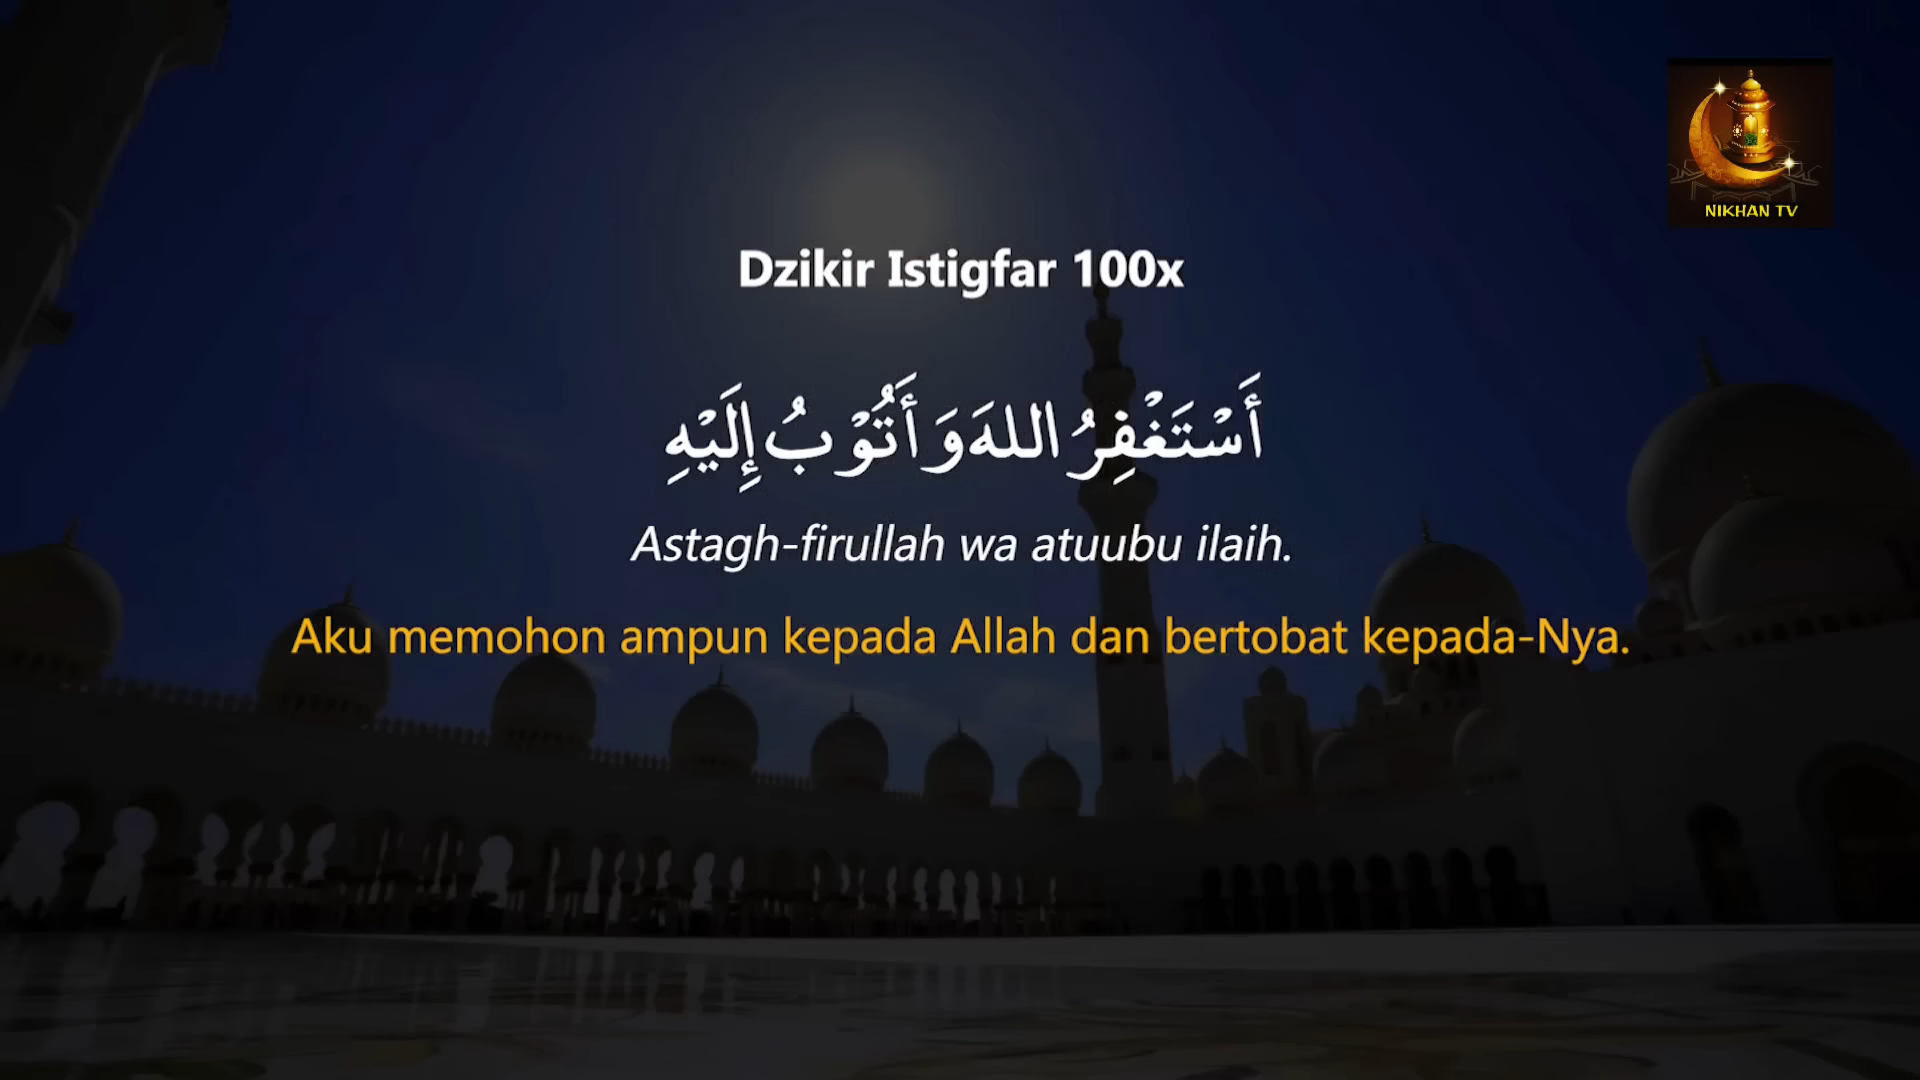 NIKHAN TV
Dzikir Istigfar 100x
أَسْتَغْفِرُ اللهَ وَ أَتُوْبُ إِلَيْهِ
Astagh-firullah wa atuubu ilaih.
Aku memohon ampun kepada Allah dan bertobat kepada-Nya.